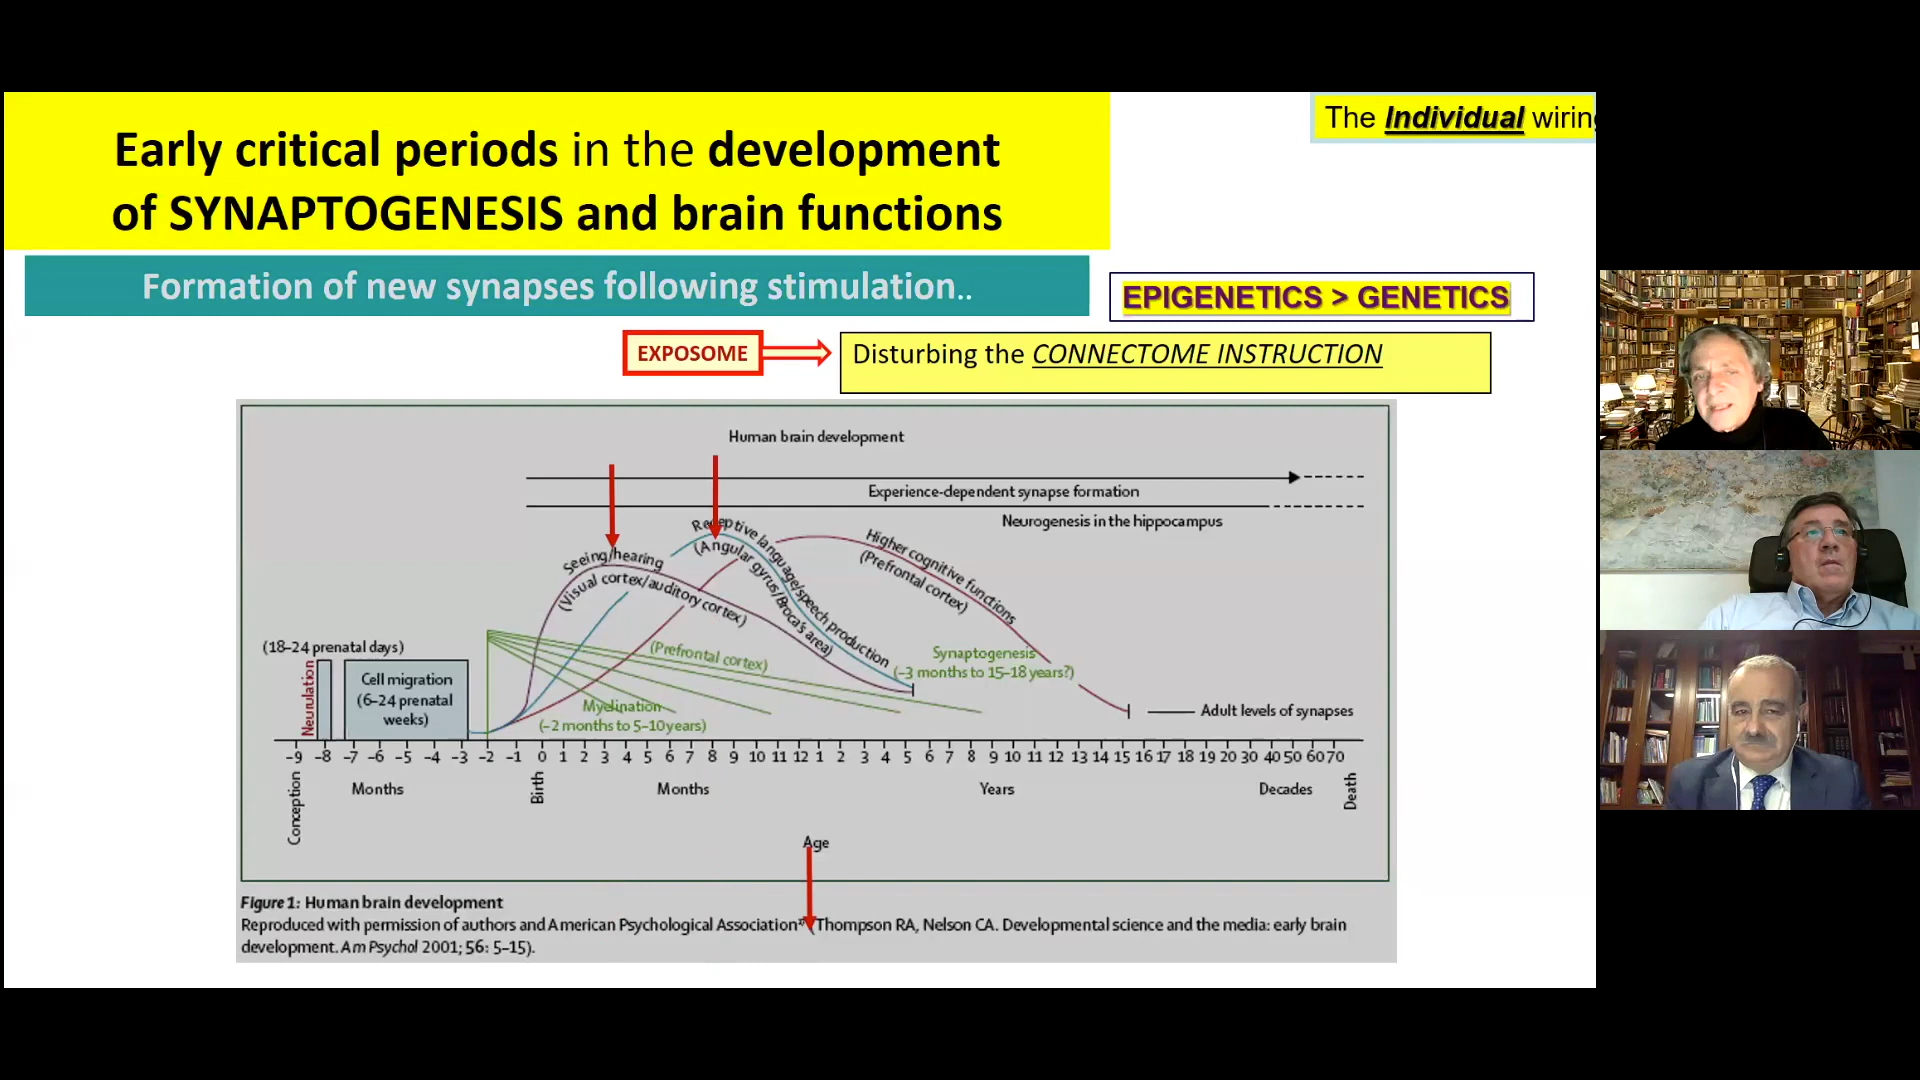 Early critical periods in the development
of SYNAPTOGENESIS and brain functions
The Individual wiring
Formation of new synapses following stimulation..
EPIGENETICS > GENETICS
EXPOSOME
Disturbing the CONNECTOME INSTRUCTION
Human brain development
Experience-dependent synapse formation
Neurogenesis in the hippocampus
Seeing/hearing
(Visual cortex/auditory cortex)
Receptive language/speech production
(Angular gyrus/Broca's area)
Higher cognitive functions
(Prefrontal cortex)
(18–24 prenatal days)
Neurulation
Cell migration
(6–24 prenatal
weeks)
(Prefrontal cortex)
Synaptogenesis
(–3 months to 15–18 years?)
Myelination
(–2 months to 5–10 years)
Adult levels of synapses
–9 –8 –7 –6 –5 –4 –3 –2 –1 0 1 2 3 4 5 6 7 8 9 10 11 12 1 2 3 4 5 6 7 8 9 10 11 12 13 14 15 16 17 18 19 20 30 40 50 60 70
Conception
Months
Birth
Months
Years
Decades
Death
Age
Figure 1: Human brain development
Reproduced with permission of authors and American Psychological Association (Thompson RA, Nelson CA. Developmental science and the media: early brain
development. Am Psychol 2001; 56: 5–15).